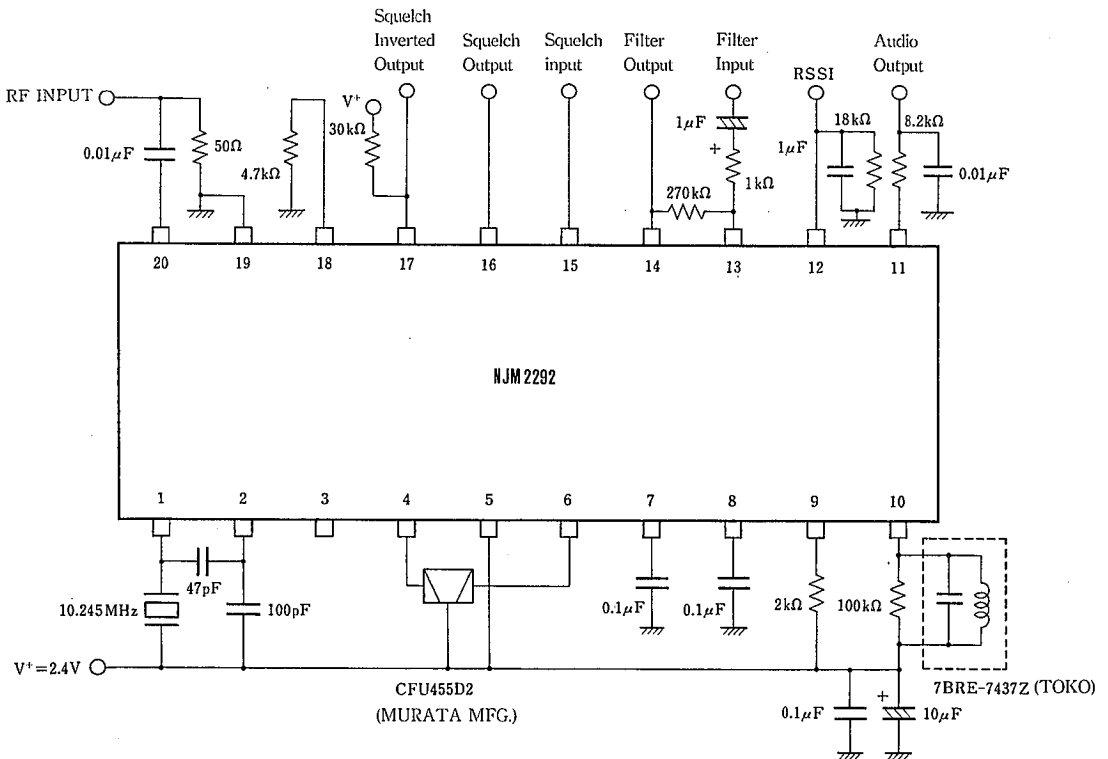 Squelch
Inverted
Output
Squelch
Output
Squelch
input
Filter
Output
Filter
Input
RSSI
Audio
Output
RF INPUT
0.01μF
50Ω
4.7kΩ
V+
30kΩ
1μF
+
1kΩ
270kΩ
1μF
18kΩ
8.2kΩ
0.01μF
20 19 18 17 16 15 14 13 12 11
NJM2292
1 2 3 4 5 6 7 8 9 10
47pF
10.245MHz
100pF
0.1μF
0.1μF
2kΩ
100kΩ
V+=2.4V
CFU455D2
(MURATA MFG.)
7BRE-7437Z (TOKO)
0.1μF
+
10μF